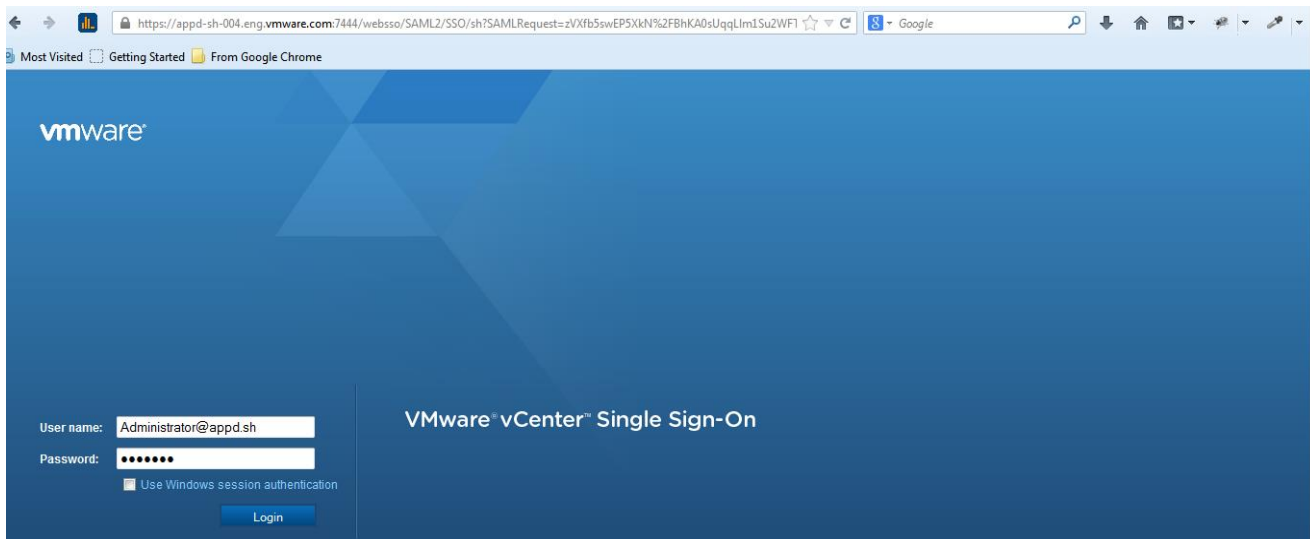 https://appd-sh-004.eng.vmware.com:7444/websso/SAML2/SSO/sh?SAMLRequest=zVXfb5swEP5XkN%2FBhKA0sUqqLIm1Su2WFT
Google
Most Visited Getting Started From Google Chrome
vmware®
VMware® vCenter™ Single Sign-On
User name: Administrator@appd.sh
Password: •••••••
Use Windows session authentication
Login